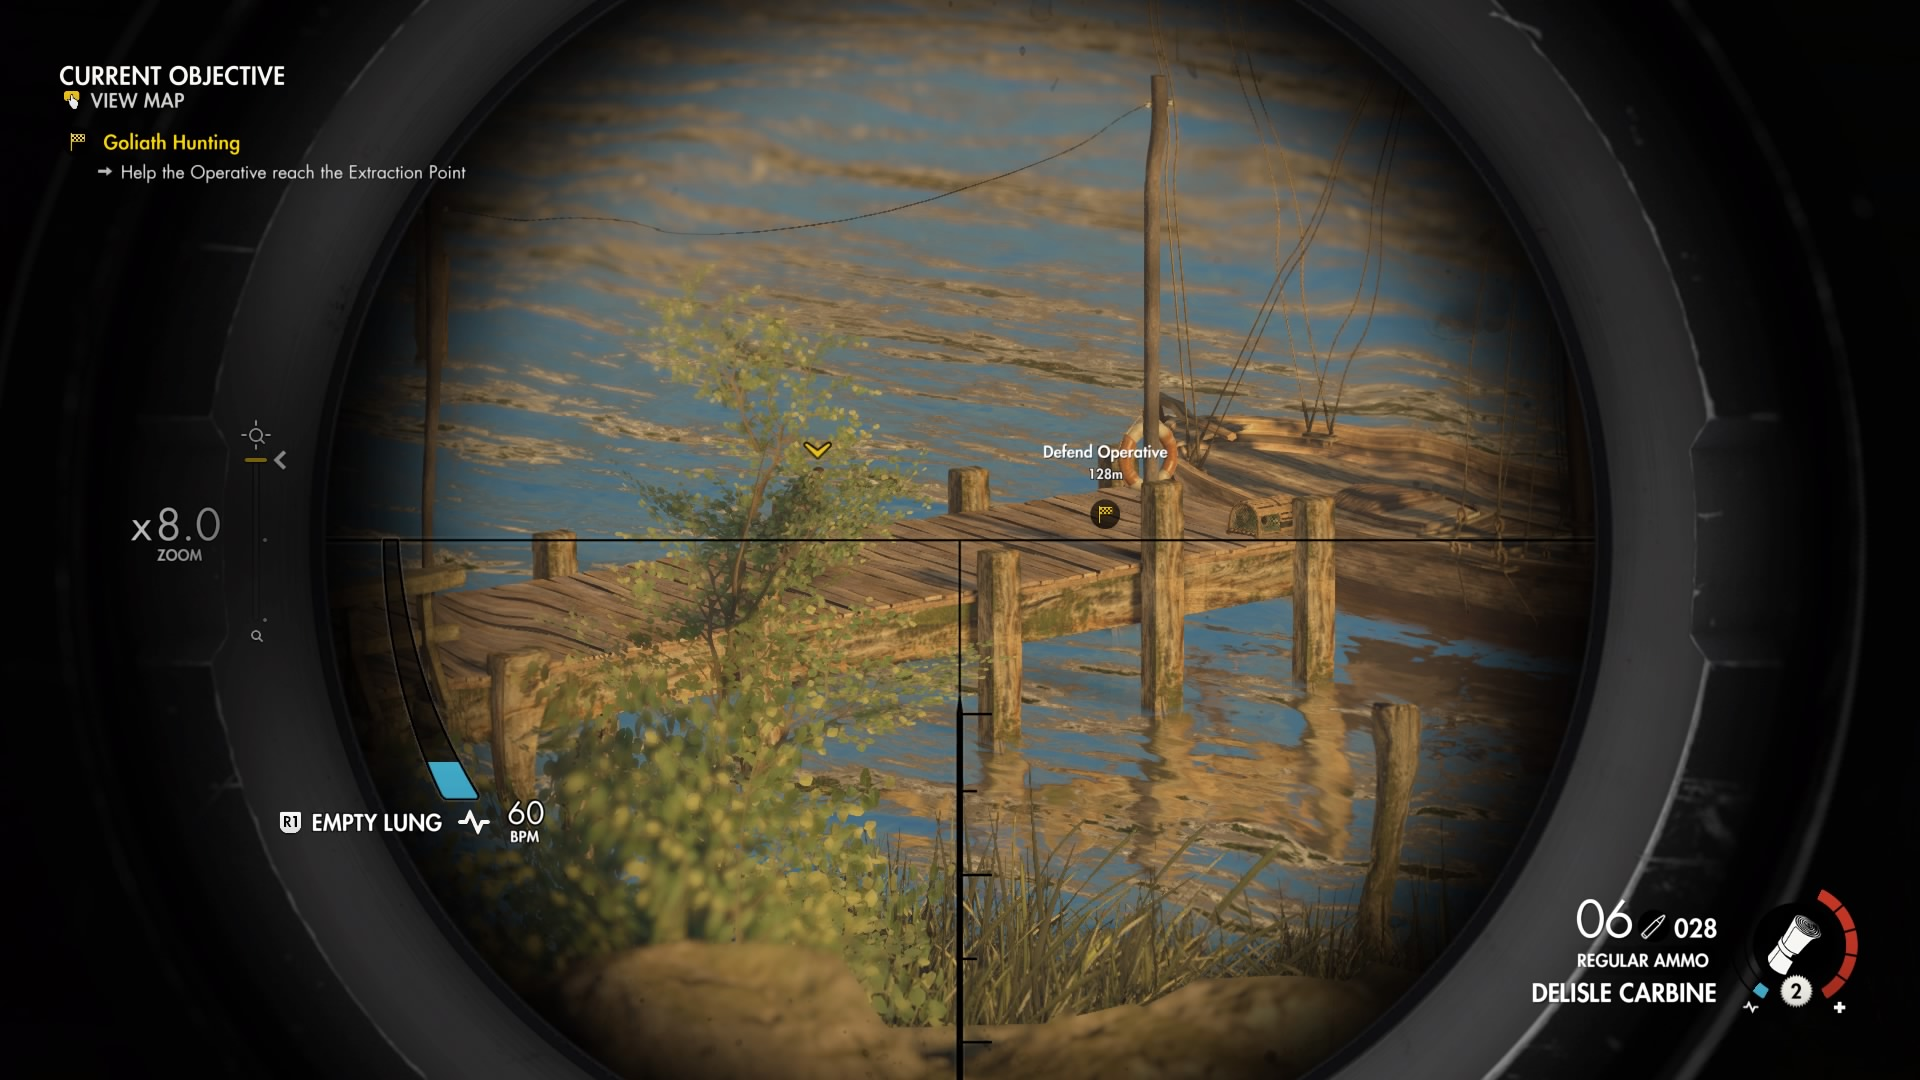 CURRENT OBJECTIVE
VIEW MAP
Goliath Hunting
Help the Operative reach the Extraction Point
Defend Operative
128m
x8.0
ZOOM
R1 EMPTY LUNG 60
BPM
06 028
REGULAR AMMO
DELISLE CARBINE
2